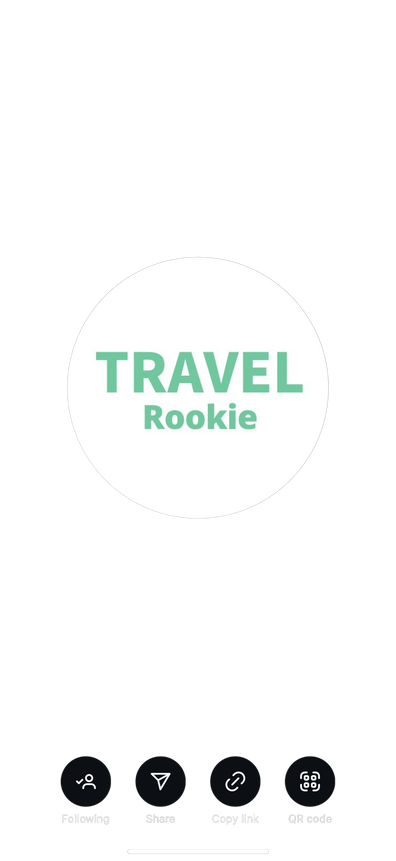 TRAVEL
Rookie
Following
Share
Copy link
QR code